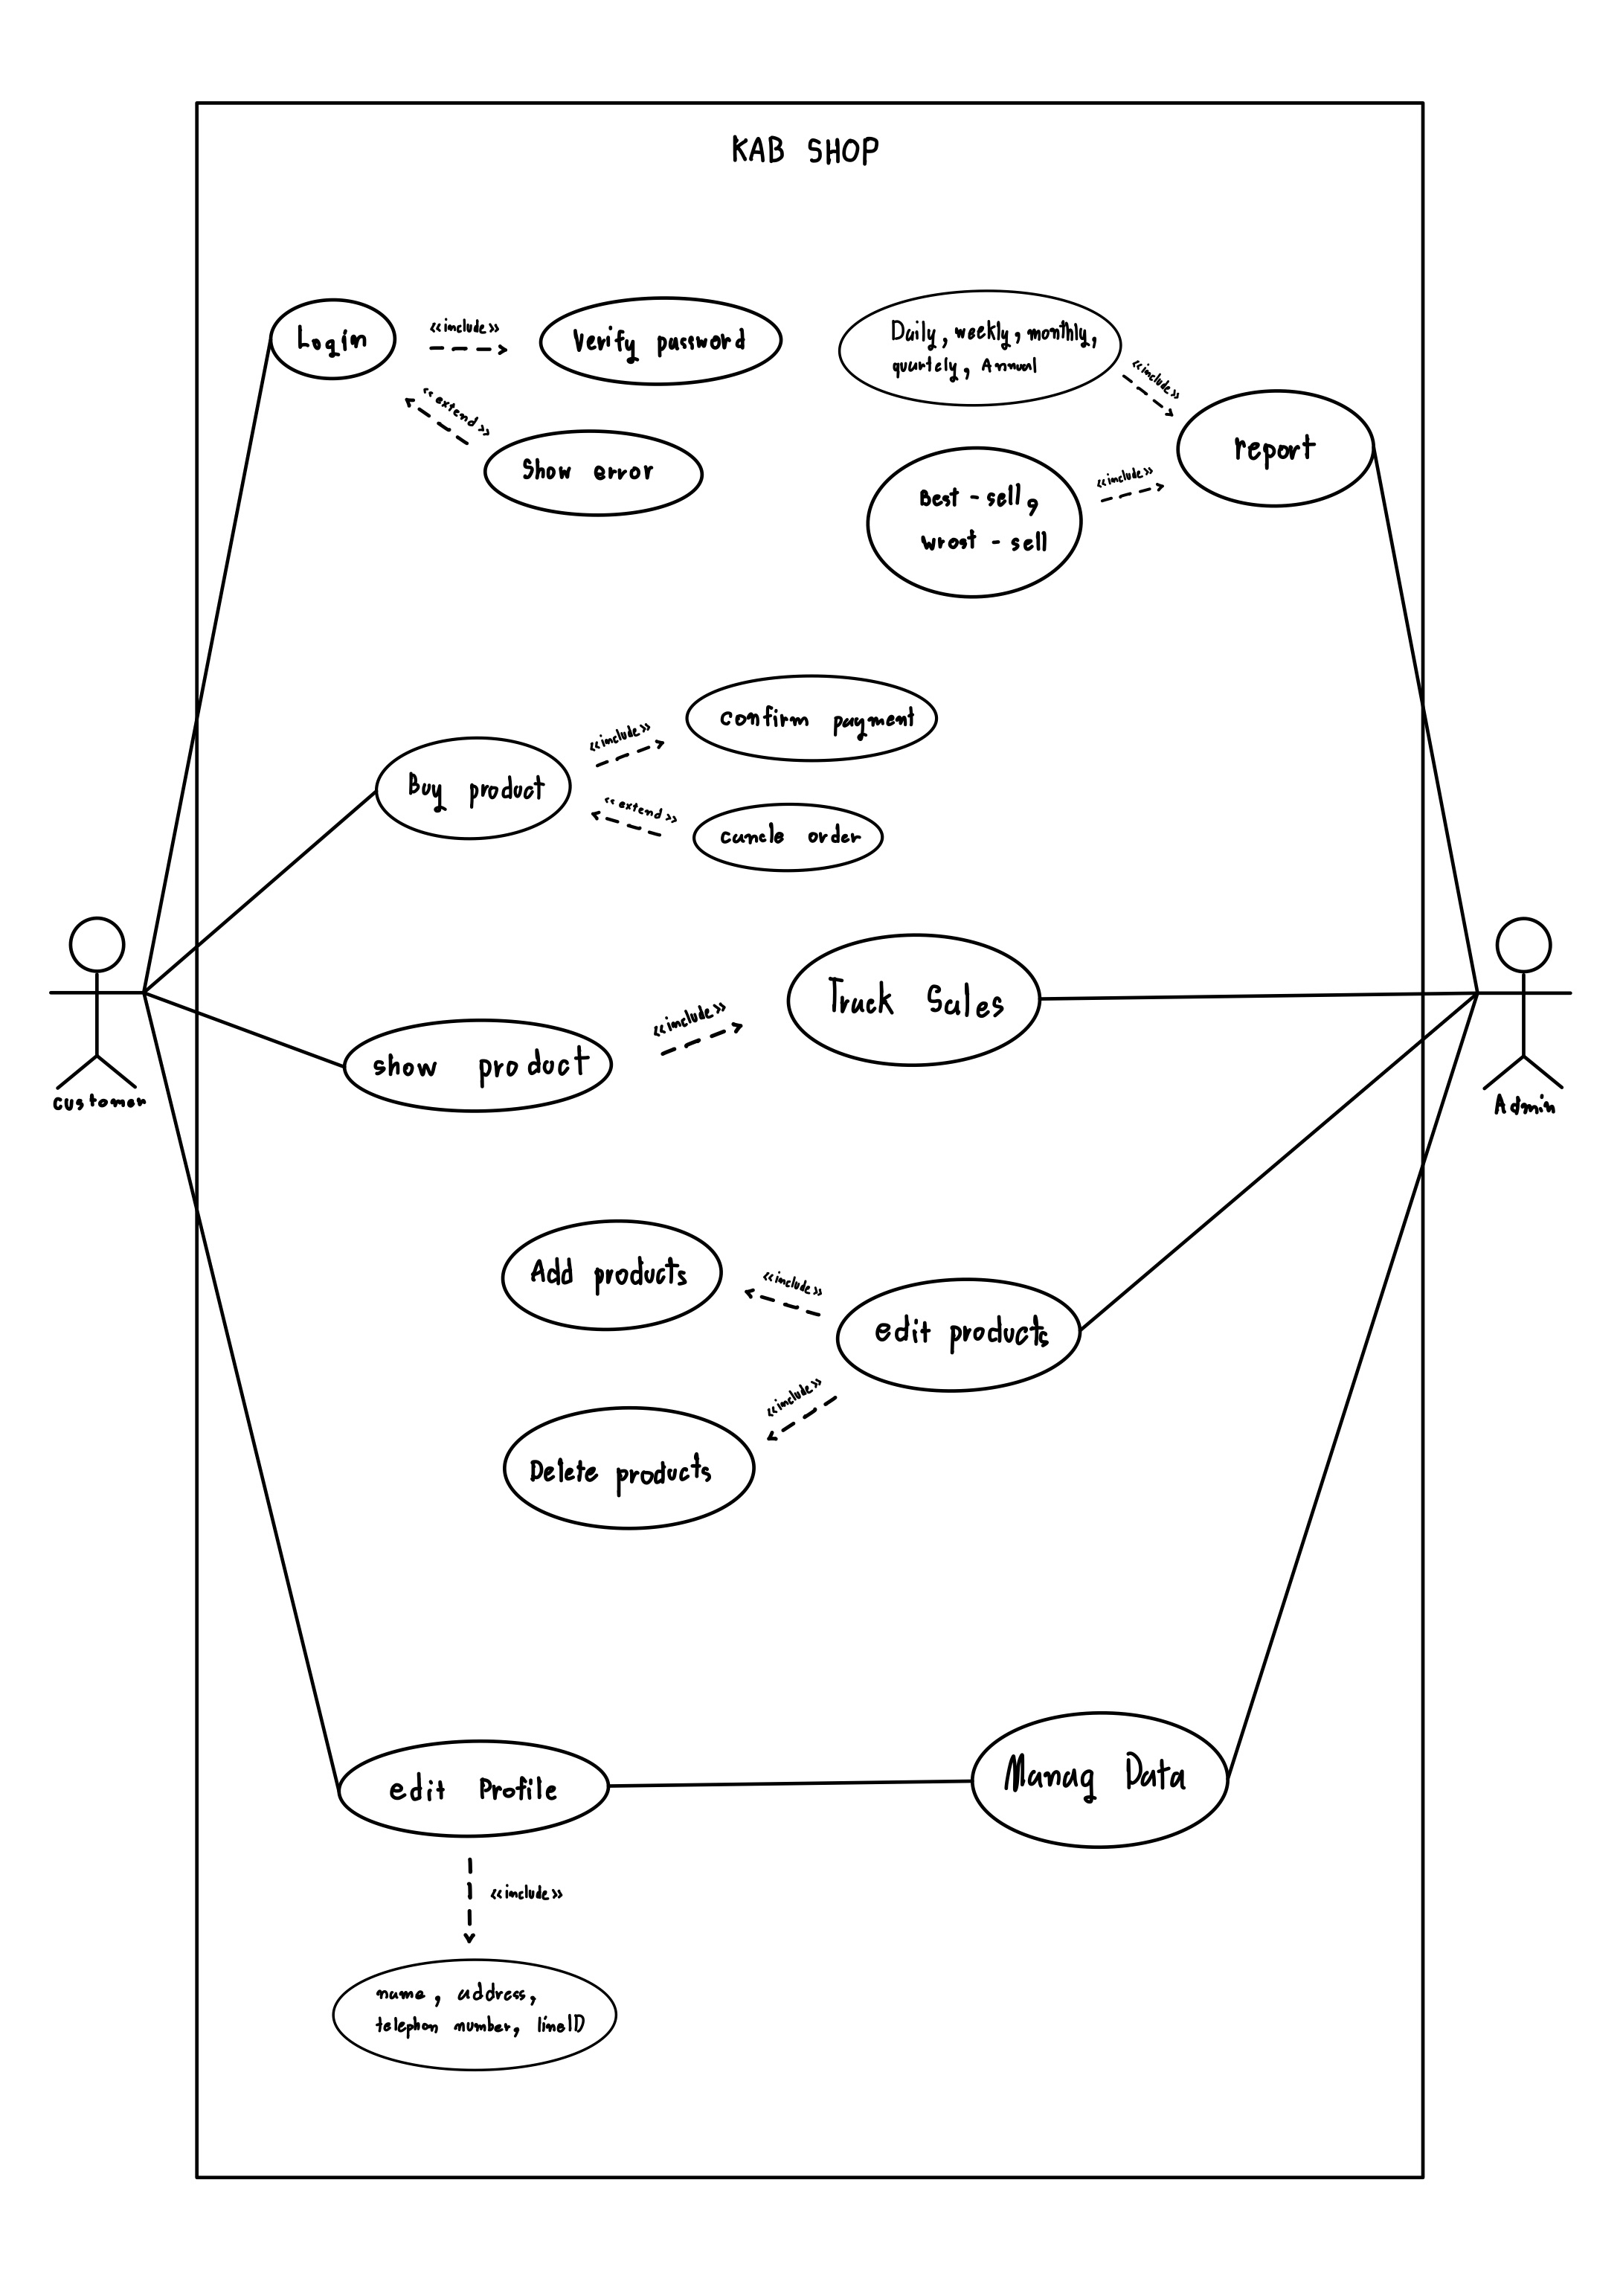 KAB SHOP
Login
<<include>>
Verify password
<<extend>>
Show error
Daily, weekly, monthly,
quartely, Annual
<<include>>
report
Best - sell,
wrost - sell
<<include>>
Buy product
<<include>>
confirm payment
<<extend>>
cancle order
customer
show product
<<include>>
Track Sales
Admin
Add products
<<include>>
edit products
<<include>>
Delete products
edit Profile
Manag Data
<<include>>
name, address,
telephon number, lineID